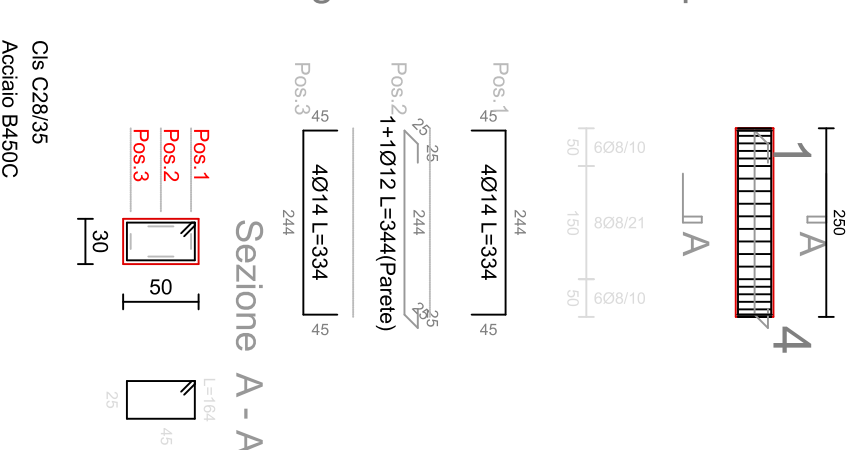 250
1
4
A
A
50
6Ø8/10
150
8Ø8/21
50
6Ø8/10
Pos.1
45
4Ø14 L=334
244
45
Pos.2
25
25
1+1Ø12 L=344(Parete)
244
25
25
Pos.3
45
4Ø14 L=334
244
45
Sezione A - A
Pos.1
Pos.2
Pos.3
30
50
L=164
25
45
Cls C28/35
Acciaio B450C